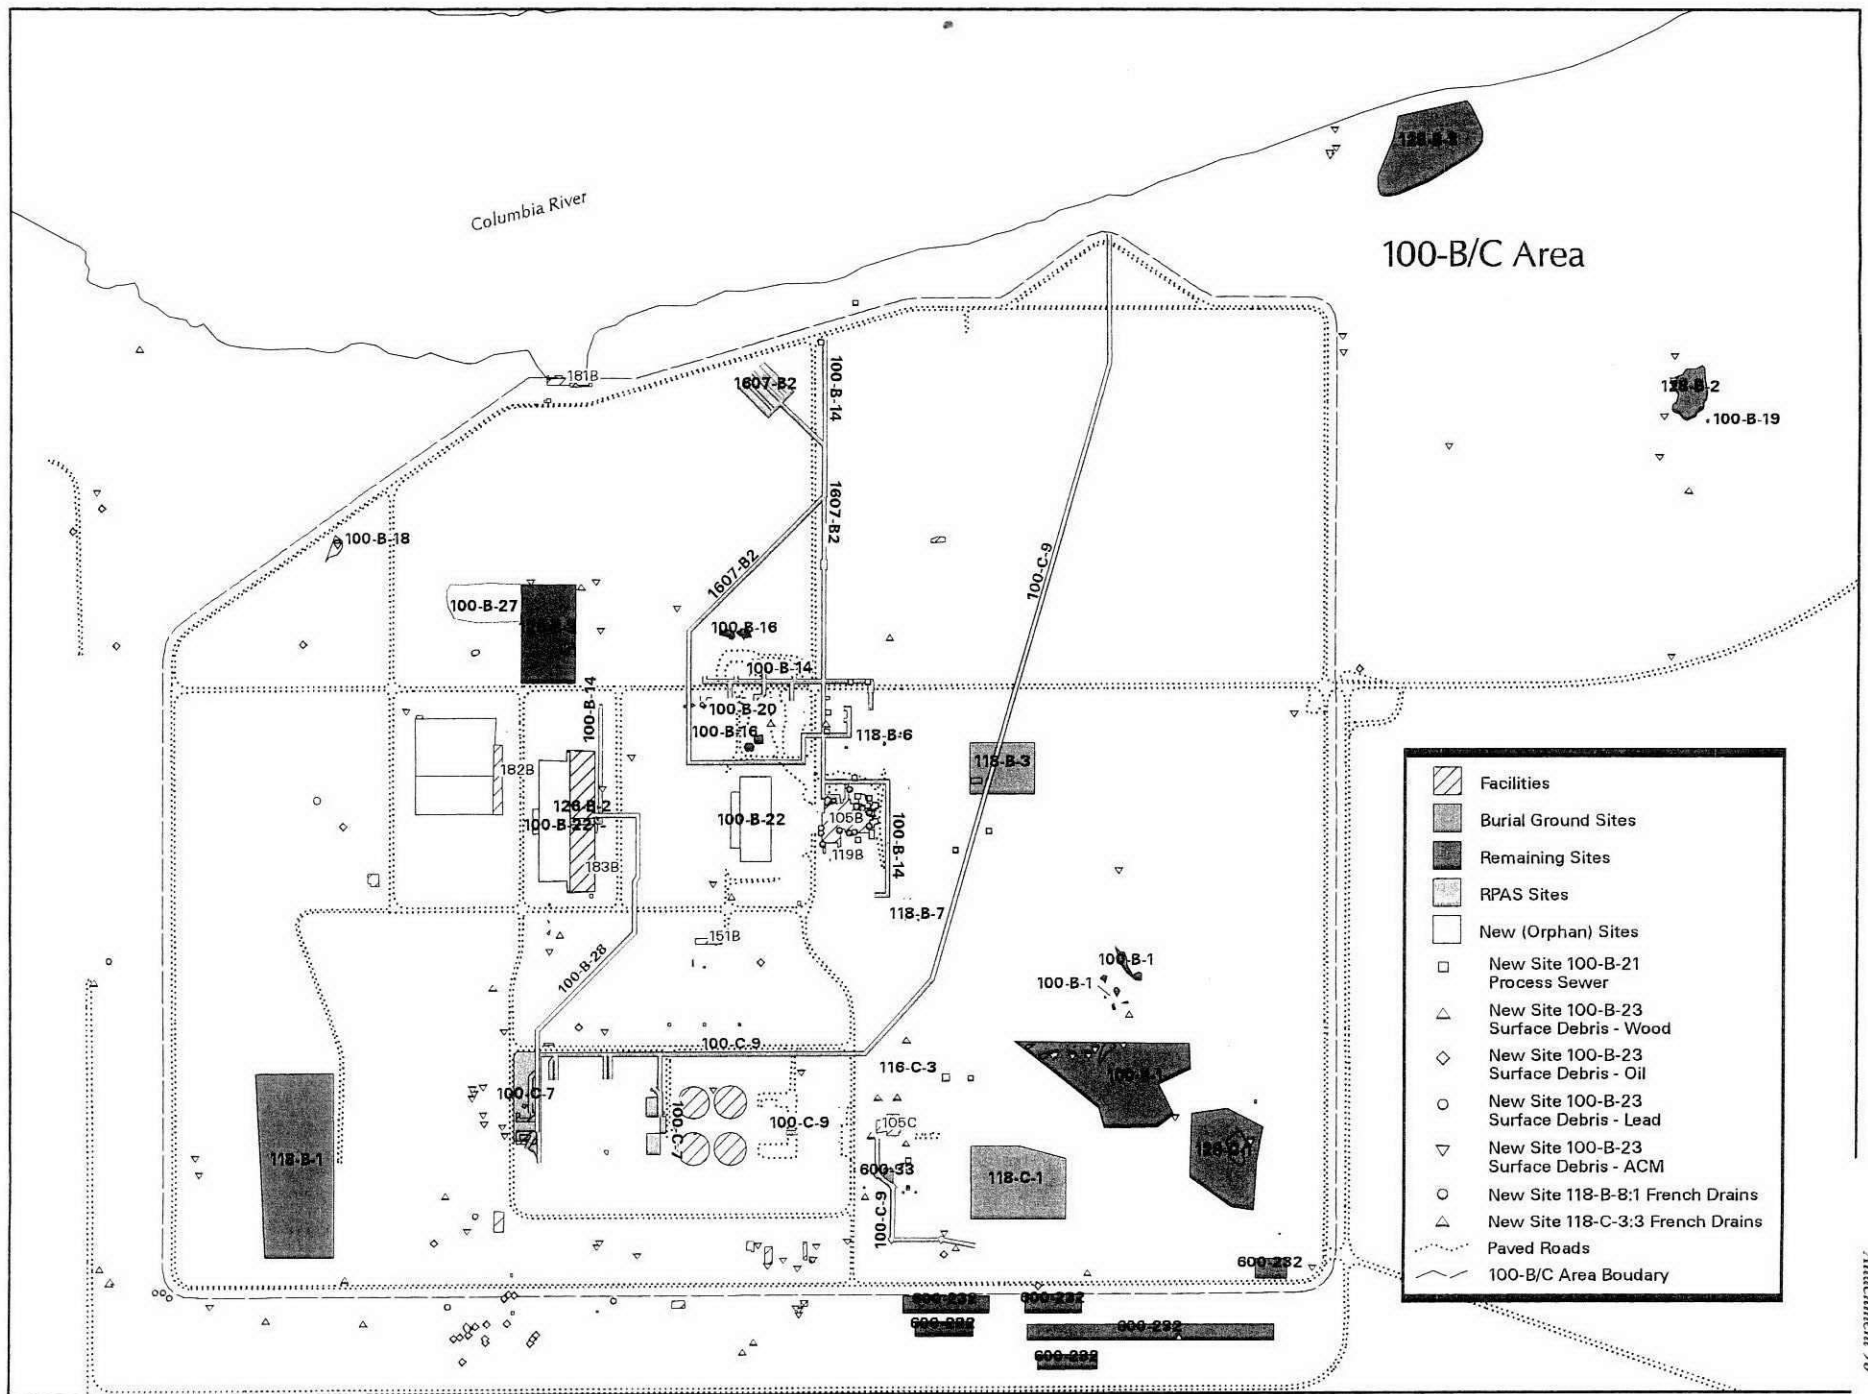 Columbia River
100-B/C Area
181B
1607-B2
100-B-14
128-B-2
100-B-19
1607-B2
100-B-18
1607-B2
100-C-9
100-B-27
100-B-16
100-B-14
100-B-14
100-B-20
100-B-16
118-B-6
118-B-3
182B
126-B-2
100-B-22
183B
100-B-22
105B
119B
100-B-14
118-B-7
151B
100-B-28
100-B-1
100-B-1
100-C-9
116-C-3
100-C-7
100-C-7
100-C-9
105C
118-B-1
600-33
118-C-1
100-C-9
600-232
600-232
600-232
600-232
600-232
600-232
Facilities
Burial Ground Sites
Remaining Sites
RPAS Sites
New (Orphan) Sites
New Site 100-B-21
Process Sewer
New Site 100-B-23
Surface Debris - Wood
New Site 100-B-23
Surface Debris - Oil
New Site 100-B-23
Surface Debris - Lead
New Site 100-B-23
Surface Debris - ACM
New Site 118-B-8:1 French Drains
New Site 118-C-3:3 French Drains
Paved Roads
100-B/C Area Boudary